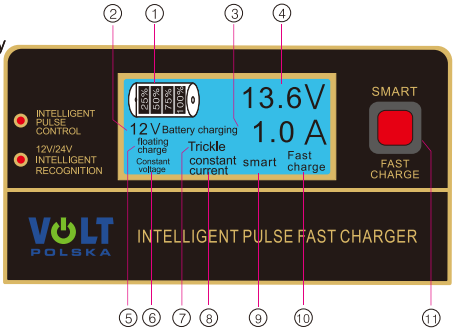 y
① ② ③ ④
25% 50% 75% 100%
13.6V
12V Battery charging
1.0 A
floating
charge
Constant
voltage
Trickle
constant
current
smart
Fast
charge
INTELLIGENT
PULSE
CONTROL
12V/24V
INTELLIGENT
RECOGNITION
SMART
FAST
CHARGE
VOLT
POLSKA
INTELLIGENT PULSE FAST CHARGER
⑤ ⑥ ⑦ ⑧ ⑨ ⑩ ⑪